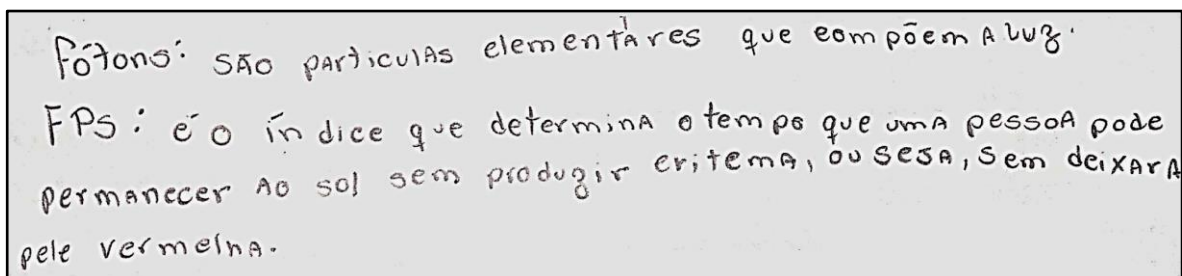 Fótons: são particulas elementares que compõem a luz.
FPS: é o índice que determina o tempo que uma pessoa pode
permanecer ao sol sem produzir eritema, ou seja, sem deixar a
pele vermelha.